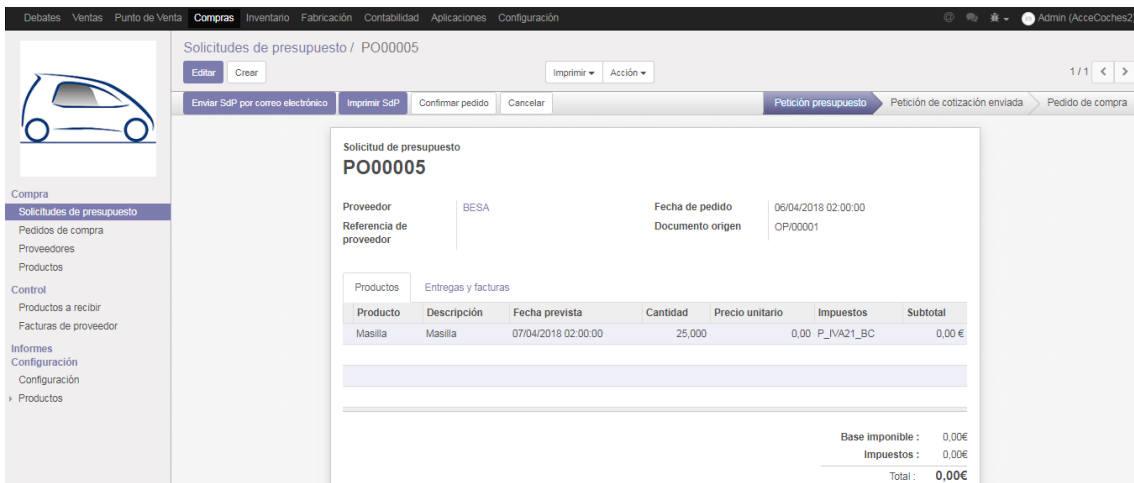 Debates Ventas Punto de Venta Compras Inventario Fabricación Contabilidad Aplicaciones Configuración @ Admin (AcceCoches2)
Solicitudes de presupuesto / PO00005
Editar Crear Imprimir Acción 1 / 1
Enviar SdP por correo electrónico Imprimir SdP Confirmar pedido Cancelar Petición presupuesto Petición de cotización enviada Pedido de compra
Compra
Solicitudes de presupuesto
Pedidos de compra
Proveedores
Productos
Control
Productos a recibir
Facturas de proveedor
Informes
Configuración
Configuración
Productos
Solicitud de presupuesto
PO00005
Proveedor BESA Fecha de pedido 06/04/2018 02:00:00
Referencia de proveedor Documento origen OP/00001
Productos Entregas y facturas
Producto Descripción Fecha prevista Cantidad Precio unitario Impuestos Subtotal
Masilla Masilla 07/04/2018 02:00:00 25,000 0,00 P_IVA21_BC 0,00 €
Base imponible : 0,00€
Impuestos : 0,00€
Total : 0,00€